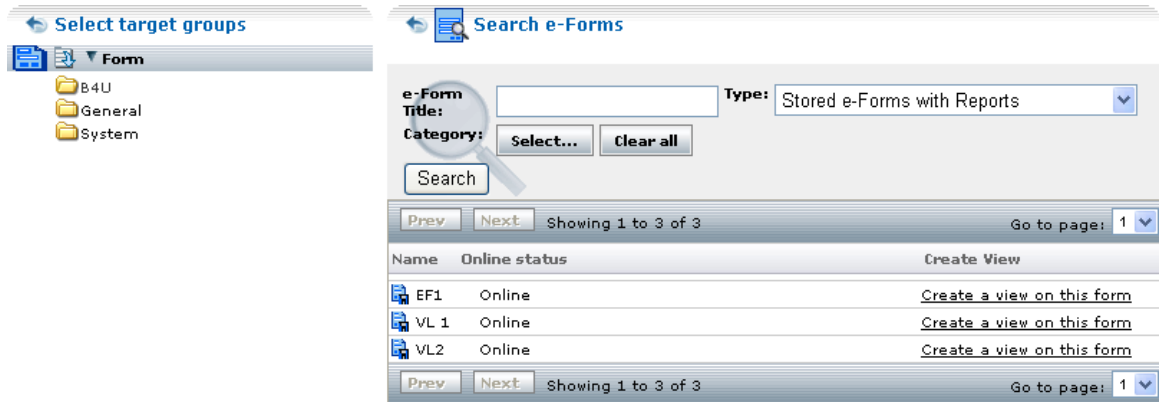 Select target groups
Form
B4U
General
System
Search e-Forms
e-Form Title:
Type: Stored e-Forms with Reports
Category: Select... Clear all
Search
Prev Next Showing 1 to 3 of 3 Go to page: 1
Name Online status Create View
EF1 Online Create a view on this form
VL 1 Online Create a view on this form
VL2 Online Create a view on this form
Prev Next Showing 1 to 3 of 3 Go to page: 1